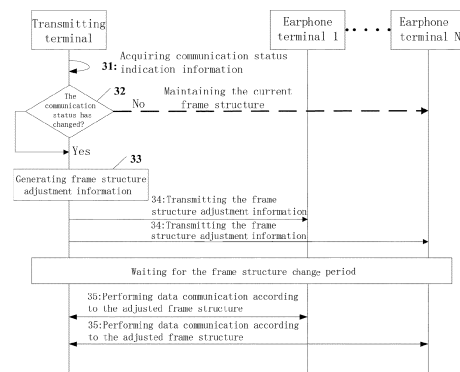 Transmitting
terminal
Earphone
terminal 1
Earphone
terminal N
31: Acquiring communication status
indication information
The
communication
status has
changed?
32
No
Maintaining the current
frame structure
Yes
33
Generating frame structure
adjustment information
34:Transmitting the frame
structure adjustment information
34:Transmitting the frame
structure adjustment information
Waiting for the frame structure change period
35:Performing data communication according
to the adjusted frame structure
35:Performing data communication according
to the adjusted frame structure